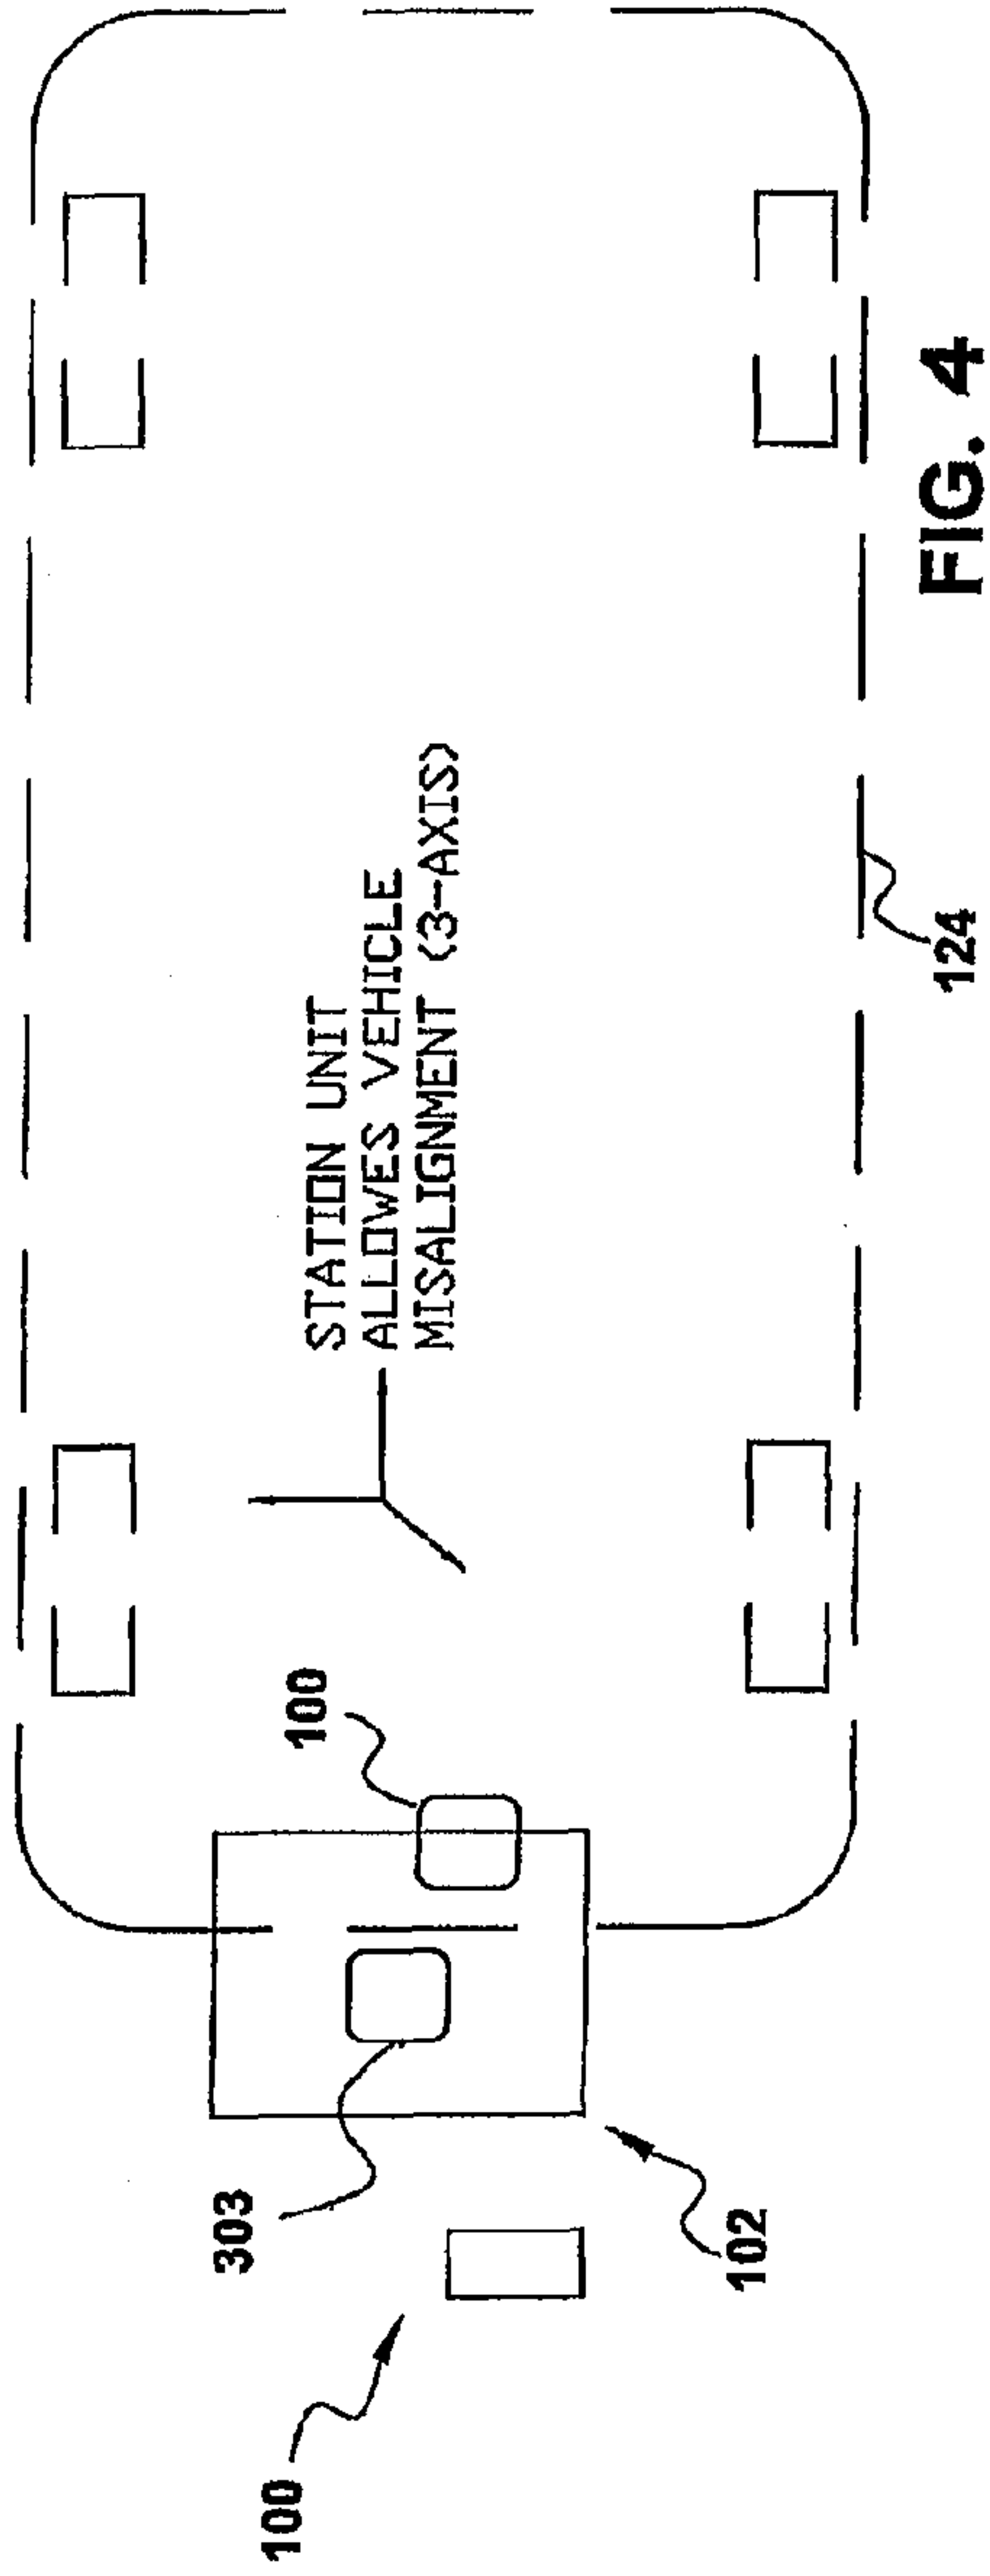 100
303
102
100
STATION UNIT
ALLOWES VEHICLE
MISALIGNMENT (3-AXIS)
124
FIG. 4